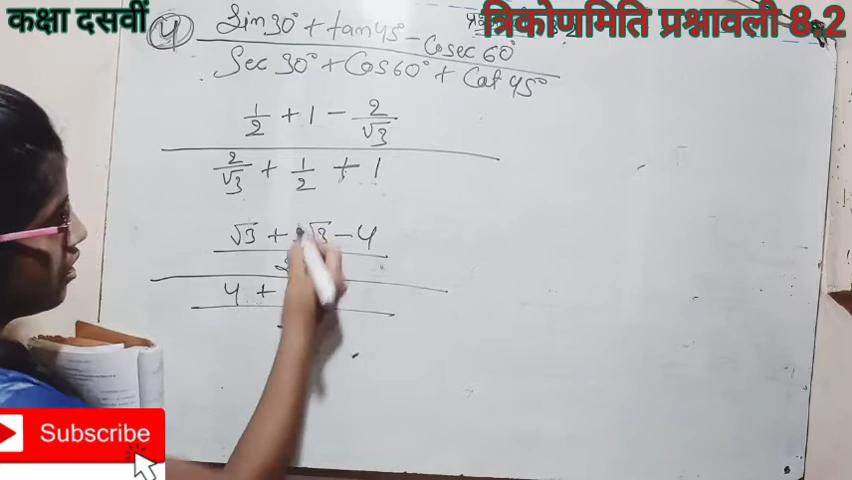 कक्षा दसवीं
त्रिकोणमिति प्रश्नावली 8.2
4 Sin30° + tan45° - Cosec 60°
Sec 30° + Cos60° + Cat 45°
1/2 + 1 - 2/√3
2/√3 + 1/2 + 1
√3 + 2√3 - 4
4 +
Subscribe